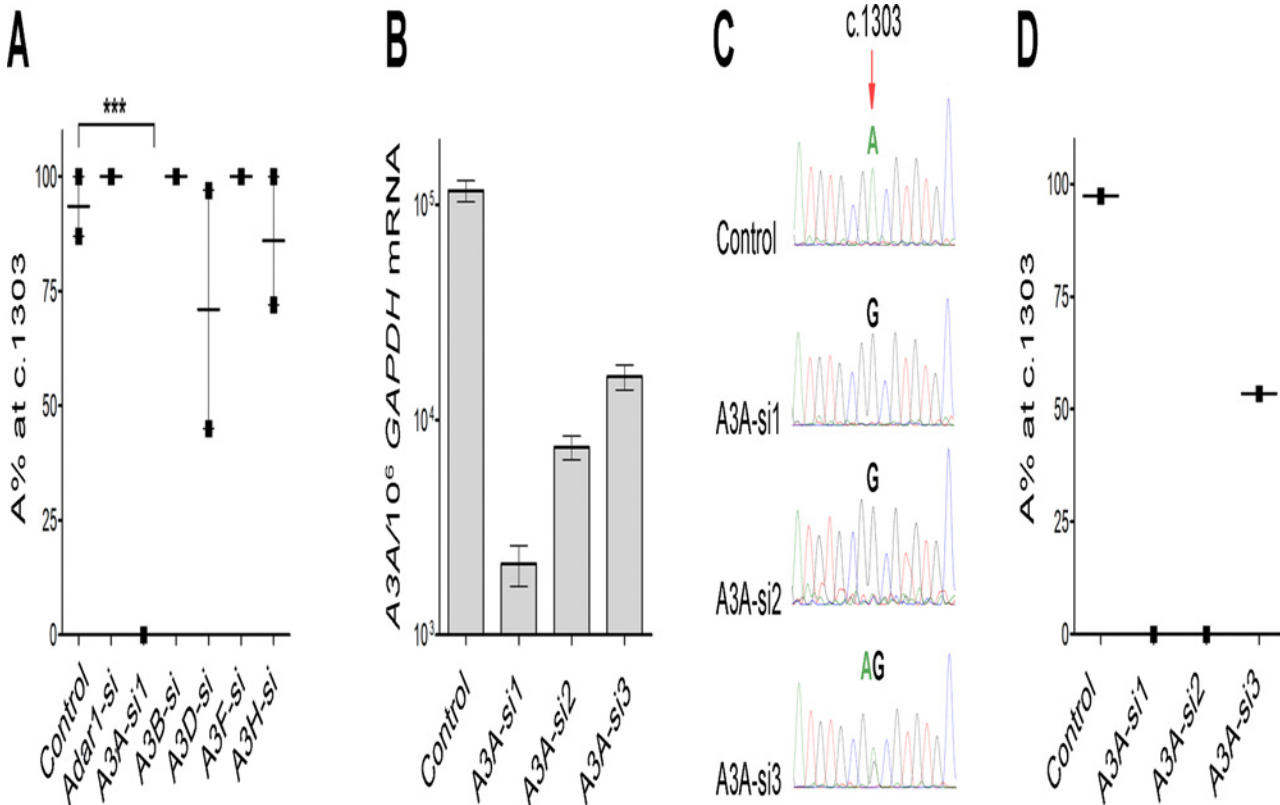 A
A% at c.1303
***
100
75
50
25
0
Control
Adar1-si
A3A-si1
A3B-si
A3D-si
A3F-si
A3H-si
B
A3A/10⁶ GAPDH mRNA
10⁵
10⁴
10³
Control
A3A-si1
A3A-si2
A3A-si3
C
c.1303
A
Control
G
A3A-si1
G
A3A-si2
AG
A3A-si3
D
A% at c.1303
100
75
50
25
0
Control
A3A-si1
A3A-si2
A3A-si3